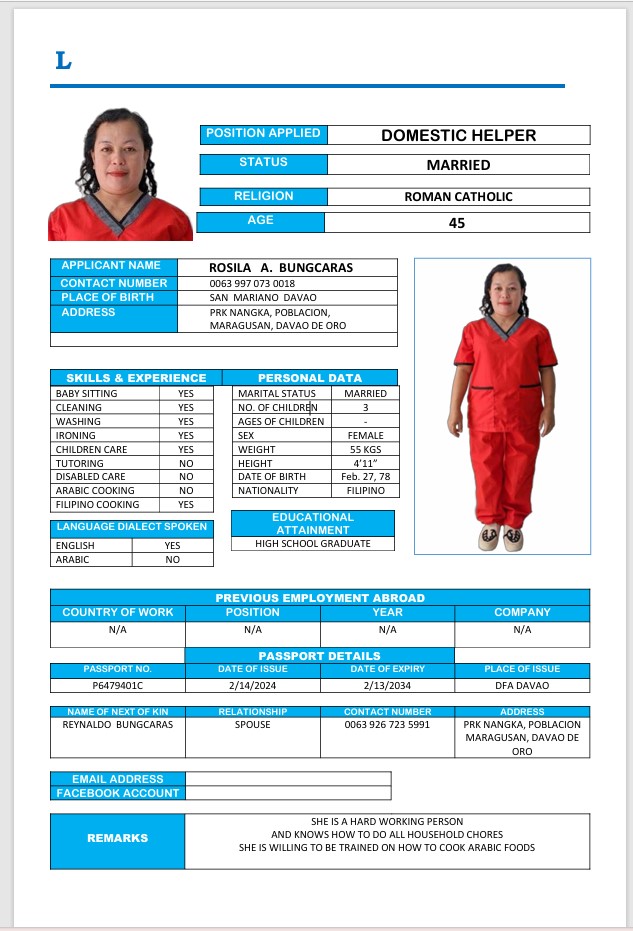 L
POSITION APPLIED DOMESTIC HELPER
STATUS MARRIED
RELIGION ROMAN CATHOLIC
AGE 45
APPLICANT NAME ROSILA A. BUNGCARAS
CONTACT NUMBER 0063 997 073 0018
PLACE OF BIRTH SAN MARIANO DAVAO
ADDRESS PRK NANGKA, POBLACION,
MARAGUSAN, DAVAO DE ORO
SKILLS & EXPERIENCE PERSONAL DATA
BABY SITTING YES MARITAL STATUS MARRIED
CLEANING YES NO. OF CHILDREN 3
WASHING YES AGES OF CHILDREN -
IRONING YES SEX FEMALE
CHILDREN CARE YES WEIGHT 55 KGS
TUTORING NO HEIGHT 4’11”
DISABLED CARE NO DATE OF BIRTH Feb. 27, 78
ARABIC COOKING NO NATIONALITY FILIPINO
FILIPINO COOKING YES
LANGUAGE DIALECT SPOKEN
ENGLISH YES
ARABIC NO
EDUCATIONAL
ATTAINMENT
HIGH SCHOOL GRADUATE
PREVIOUS EMPLOYMENT ABROAD
COUNTRY OF WORK POSITION YEAR COMPANY
N/A N/A N/A N/A
PASSPORT DETAILS
PASSPORT NO. DATE OF ISSUE DATE OF EXPIRY PLACE OF ISSUE
P6479401C 2/14/2024 2/13/2034 DFA DAVAO
NAME OF NEXT OF KIN RELATIONSHIP CONTACT NUMBER ADDRESS
REYNALDO BUNGCARAS SPOUSE 0063 926 723 5991 PRK NANGKA, POBLACION
MARAGUSAN, DAVAO DE
ORO
EMAIL ADDRESS
FACEBOOK ACCOUNT
REMARKS
SHE IS A HARD WORKING PERSON
AND KNOWS HOW TO DO ALL HOUSEHOLD CHORES
SHE IS WILLING TO BE TRAINED ON HOW TO COOK ARABIC FOODS